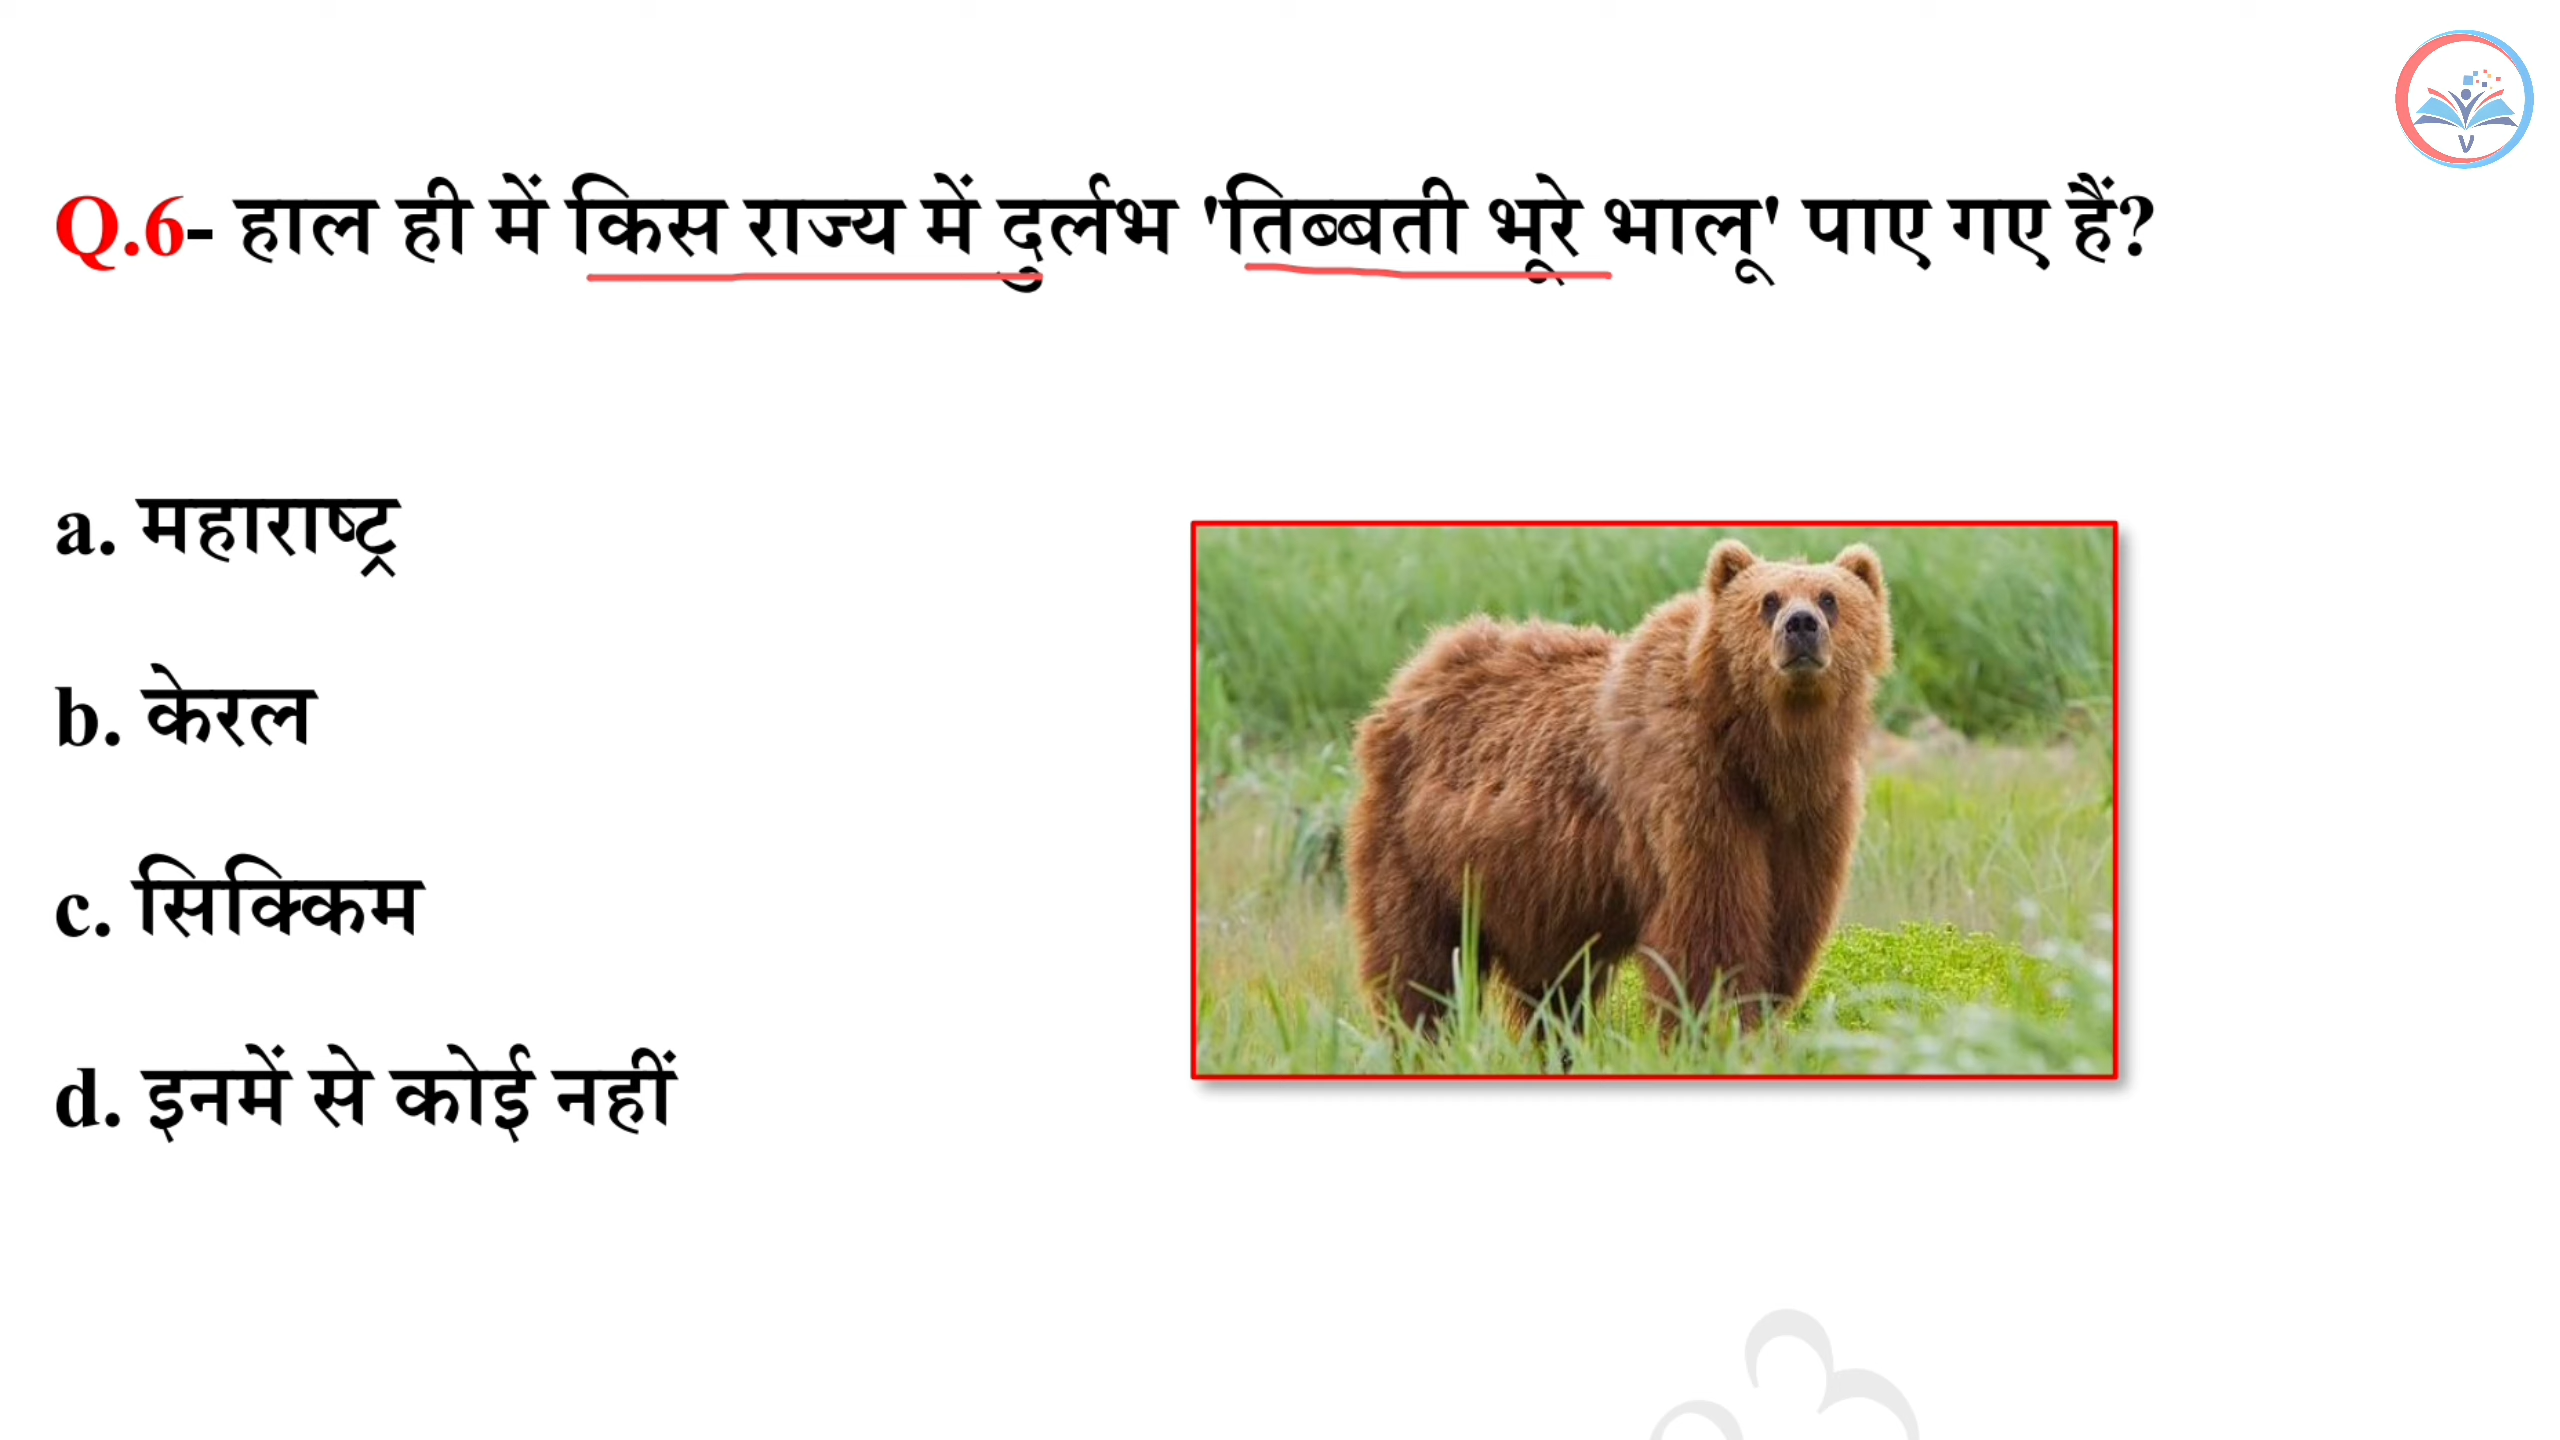 Q.6- हाल ही में किस राज्य में दुर्लभ 'तिब्बती भूरे भालू' पाए गए हैं?
a. महाराष्ट्र
b. केरल
c. सिक्किम
d. इनमें से कोई नहीं